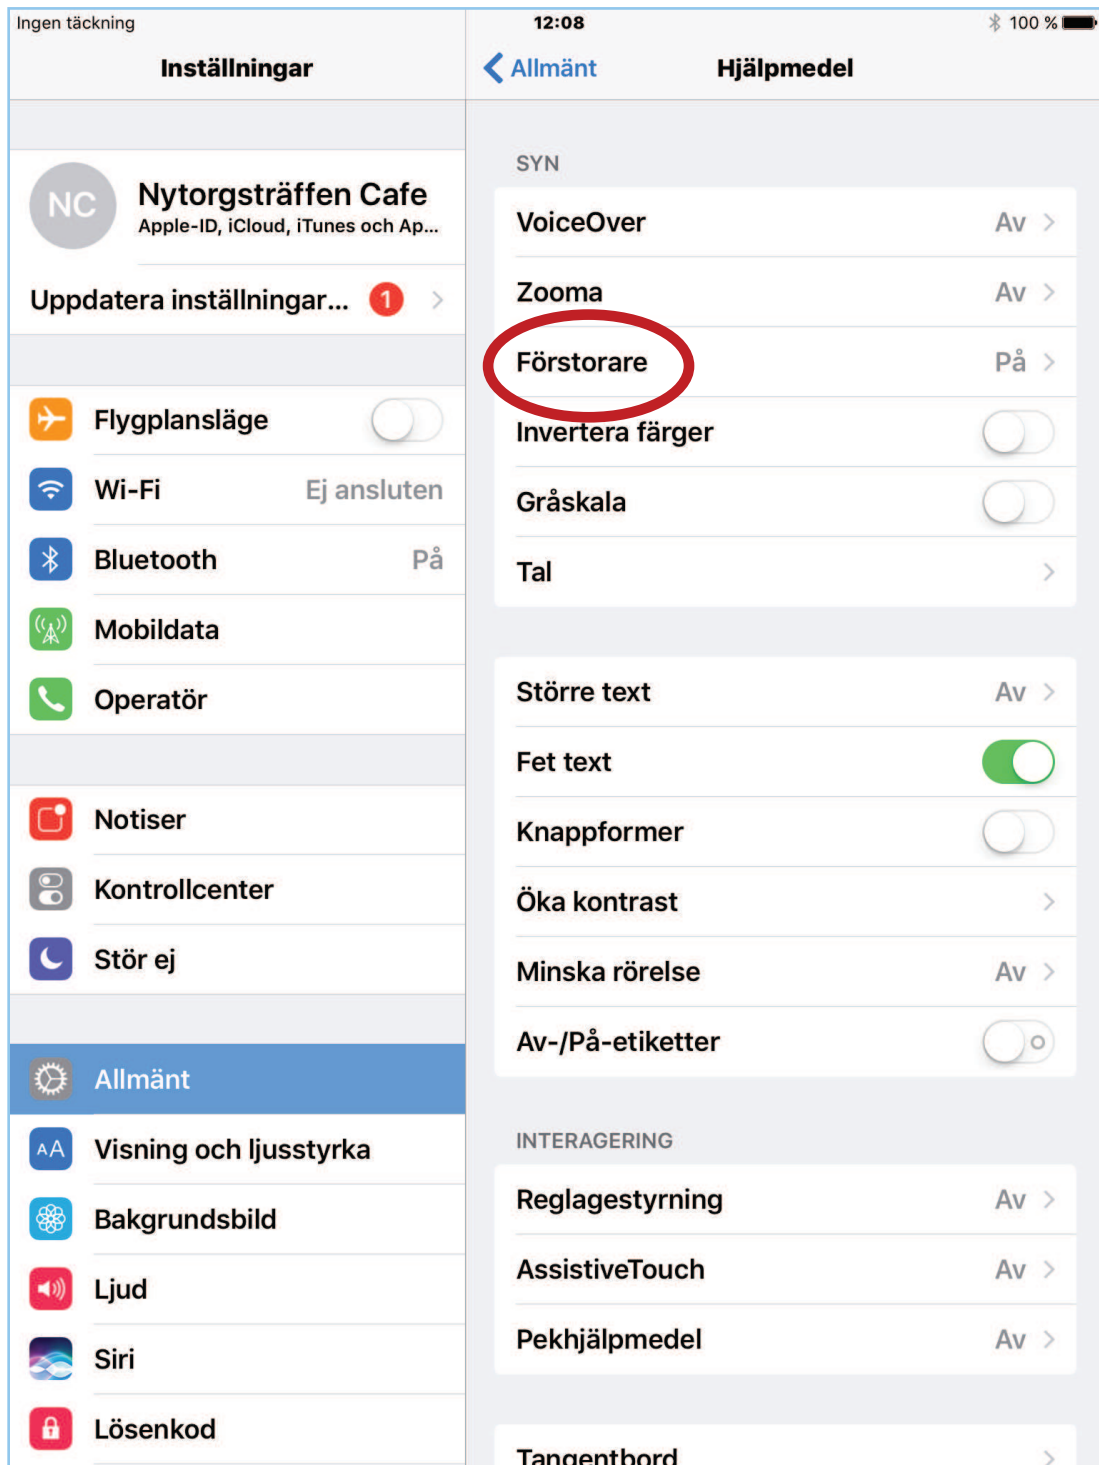 Ingen täckning
12:08
100 %
Inställningar
Allmänt
Hjälpmedel
NC
Nytorgsträffen Cafe
Apple-ID, iCloud, iTunes och Ap...
Uppdatera inställningar...
1
Flygplansläge
Wi-Fi
Ej ansluten
Bluetooth
På
Mobildata
Operatör
Notiser
Kontrollcenter
Stör ej
Allmänt
AA
Visning och ljusstyrka
Bakgrundsbild
Ljud
Siri
Lösenkod
SYN
VoiceOver
Av
Zooma
Av
Förstorare
På
Invertera färger
Gråskala
Tal
Större text
Av
Fet text
Knappformer
Öka kontrast
Minska rörelse
Av
Av-/På-etiketter
INTERAGERING
Reglagestyrning
Av
AssistiveTouch
Av
Pekhjälpmedel
Av
Tangentbord